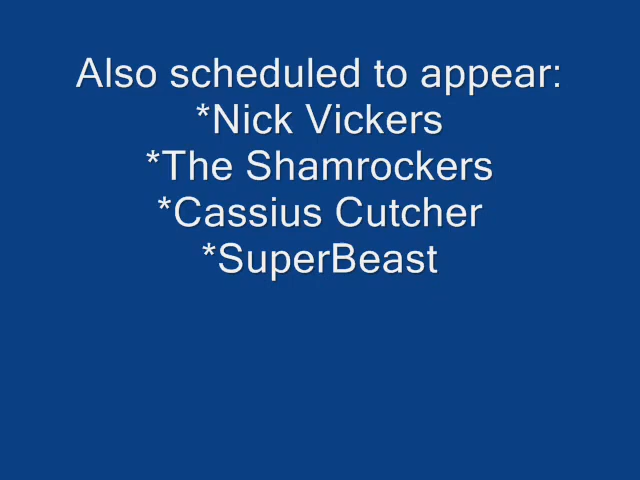 Also scheduled to appear:
*Nick Vickers
*The Shamrockers
*Cassius Cutcher
*SuperBeast